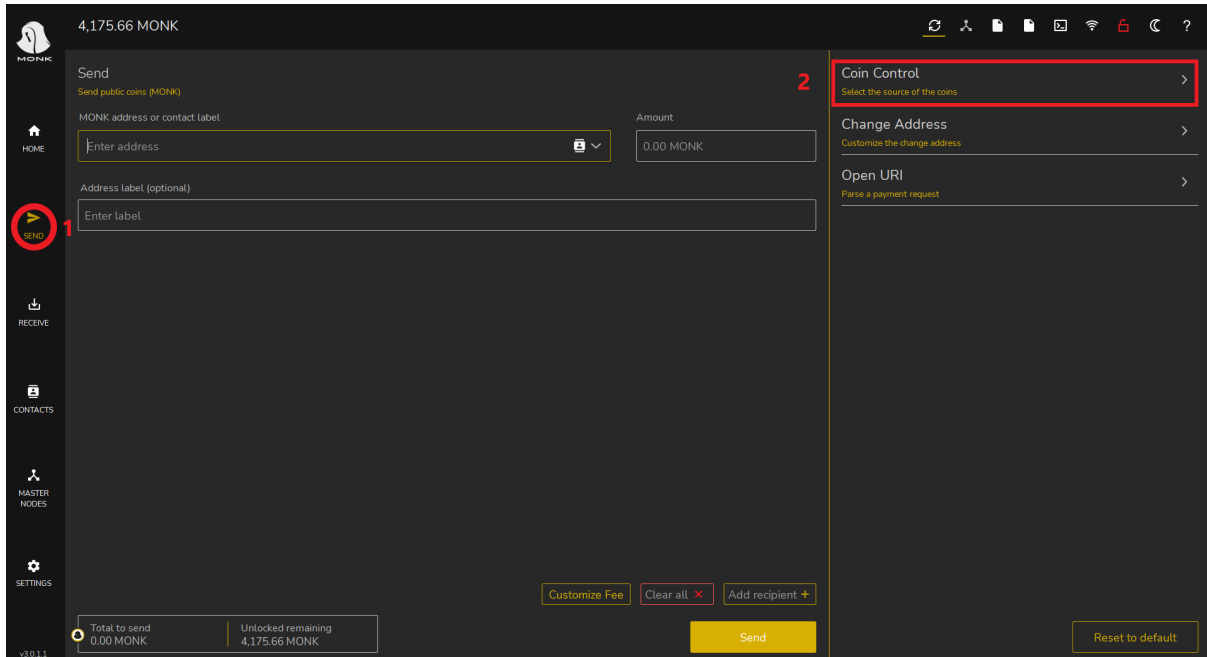 4,175.66 MONK
?
MONK
HOME
SEND
1
RECEIVE
CONTACTS
MASTER
NODES
SETTINGS
v3.0.1.1
Send
Send public coins (MONK)
2
MONK address or contact label
Amount
Enter address
0.00 MONK
Address label (optional)
Enter label
Customize Fee
Clear all ×
Add recipient +
Total to send
0.00 MONK
Unlocked remaining
4,175.66 MONK
Send
Coin Control
Select the source of the coins
Change Address
Customize the change address
Open URI
Parse a payment request
Reset to default